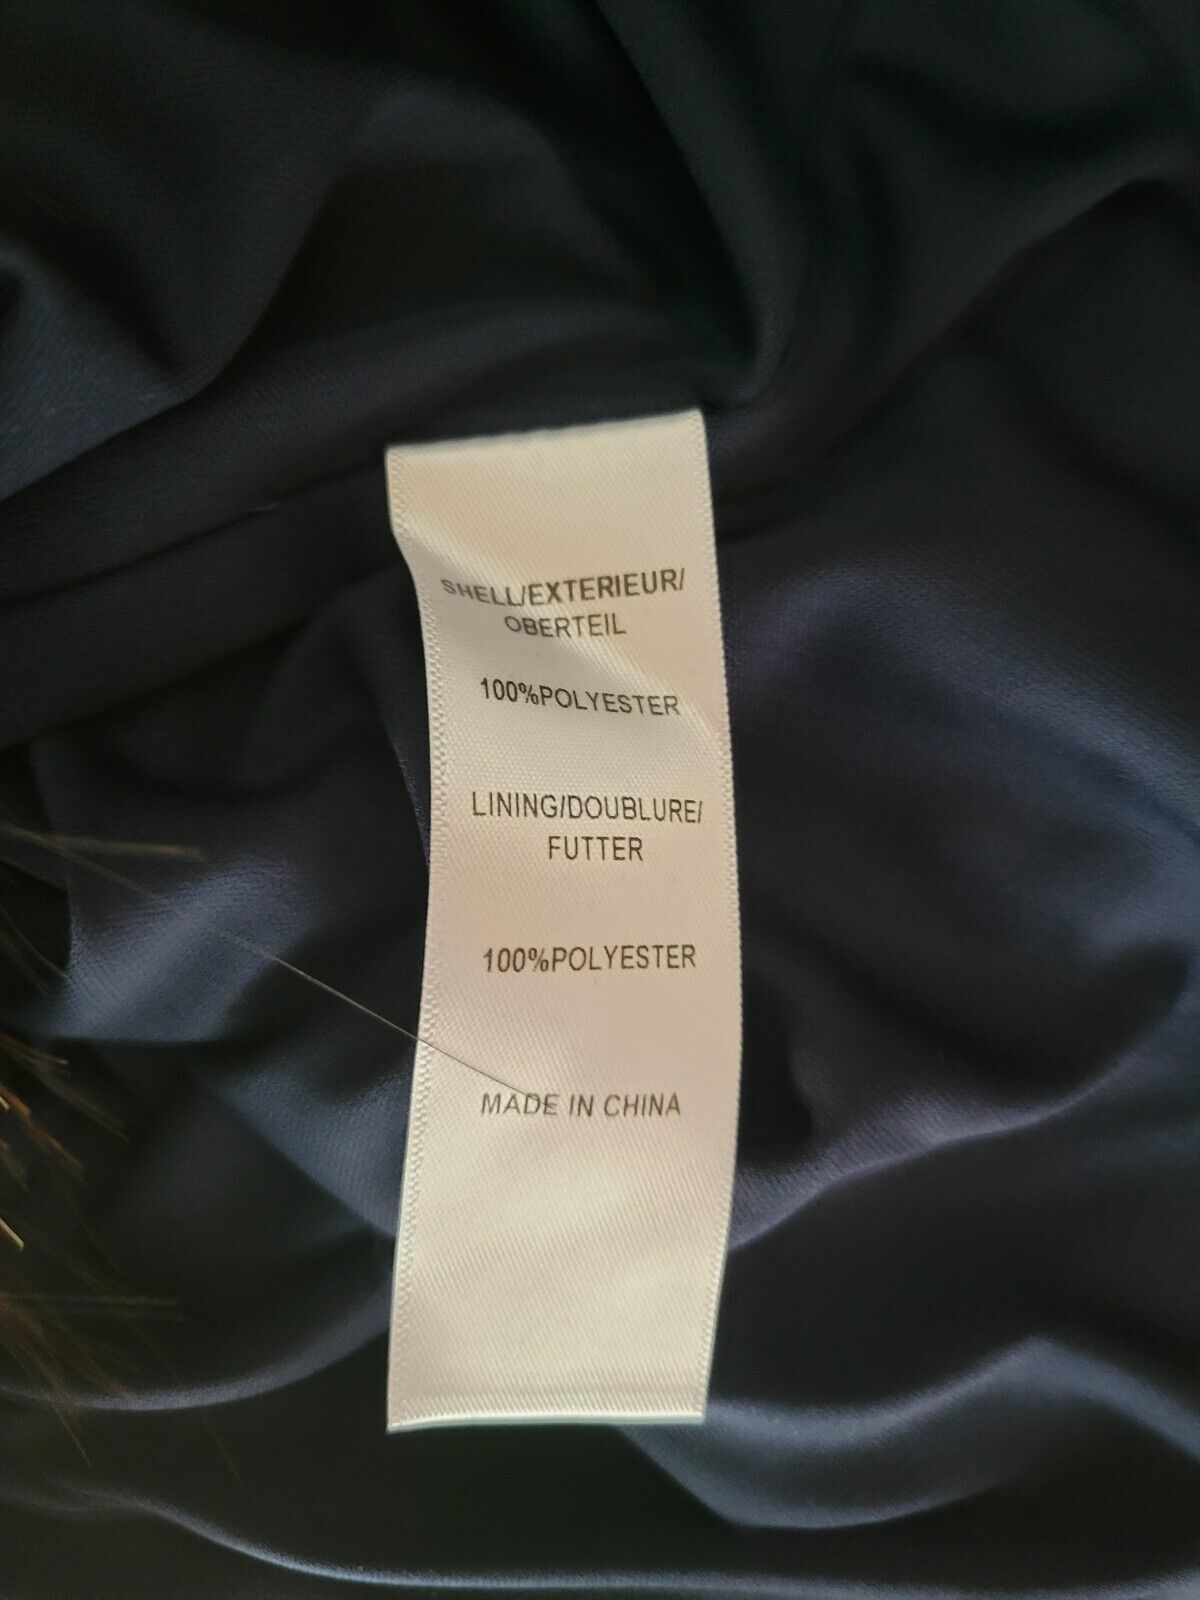 SHELL/EXTERIEUR/
OBERTEIL
100%POLYESTER
LINING/DOUBLURE/
FUTTER
100%POLYESTER
MADE IN CHINA